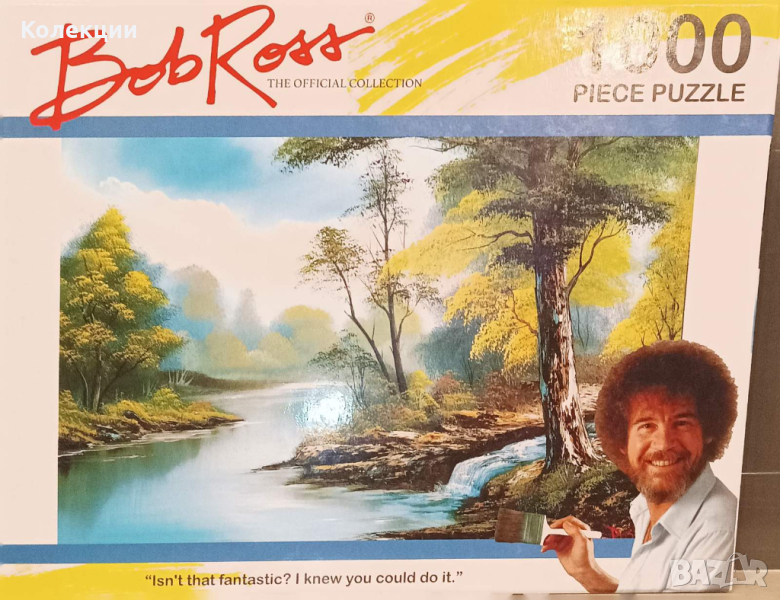 Колекции
Bob Ross®
THE OFFICIAL COLLECTION
1000
PIECE PUZZLE
“Isn't that fantastic? I knew you could do it.”
BAZAR